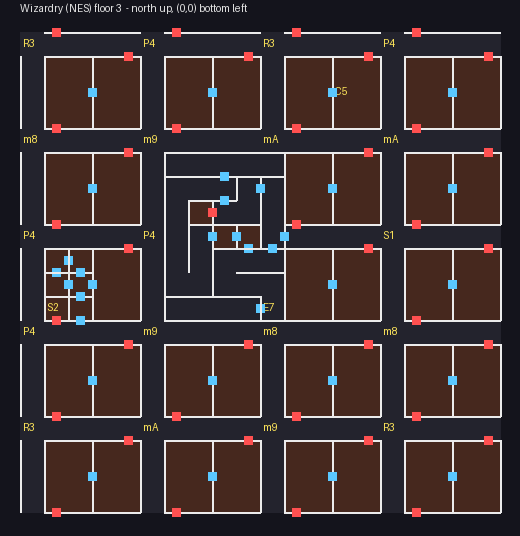 Wizardry (NES) floor 3 - north up, (0,0) bottom left
R3 P4 R3 P4
C5
m8 m9 mA mA
P4 P4 S1
S2 E7
P4 m9 m8 m8
R3 mA m9 R3